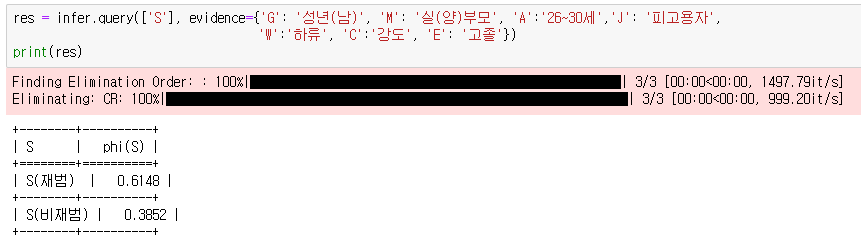 res = infer.query(['S'], evidence={'G': '성년(남)', 'M': '실(양)부모', 'A':'26~30세','J': '피고용자',
'W':'하류', 'C':'강도', 'E': '고졸'})
print(res)
Finding Elimination Order: : 100%|██████████| 3/3 [00:00<00:00, 1497.79it/s]
Eliminating: CR: 100%|██████████| 3/3 [00:00<00:00, 999.20it/s]
+--------+----------+
| S | phi(S) |
+========+==========+
| S(재범) | 0.6148 |
+--------+----------+
| S(비재범) | 0.3852 |
+--------+----------+